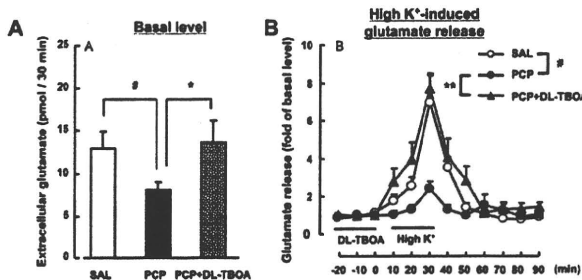 A
Basal level
A
Extracellular glutamate (pmol / 30 min)
30
25
20
15
10
5
0
#
*
SAL
PCP
PCP+DL-TBOA
B
High K⁺-induced
glutamate release
B
Glutamate release (fold of basal level)
10
8
6
4
2
0
SAL
PCP
PCP+DL-TBOA
#
**
DL-TBOA
High K⁺
-20 -10 0 10 20 30 40 50 60 70 80 90 (min)